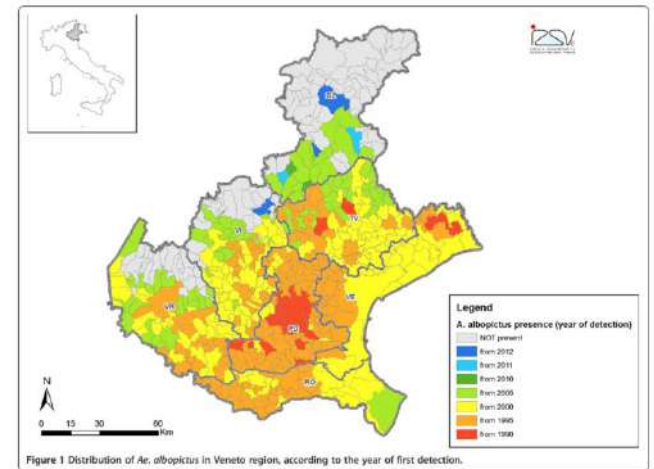 BL
TV
VI
VR
VE
PD
RO
N
0 15 30 60
Km
Legend
A. albopictus presence (year of detection)
NOT present
from 2012
from 2011
from 2010
from 2005
from 2000
from 1995
from 1990
Figure 1 Distribution of Ae. albopictus in Veneto region, according to the year of first detection.